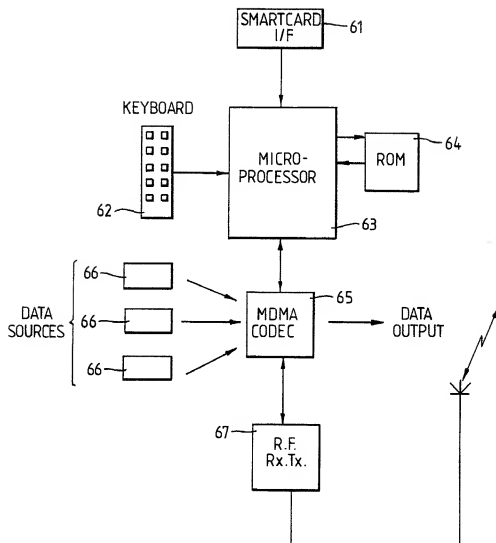 SMARTCARD
I/F
61
KEYBOARD
62
MICRO-
PROCESSOR
63
ROM
64
DATA
SOURCES
66
66
66
MDMA
CODEC
65
DATA
OUTPUT
67
R.F.
Rx.Tx.